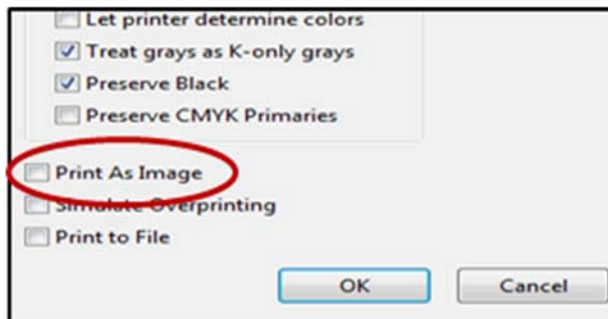 Let printer determine colors
Treat grays as K-only grays
Preserve Black
Preserve CMYK Primaries
Print As Image
Simulate Overprinting
Print to File
OK Cancel